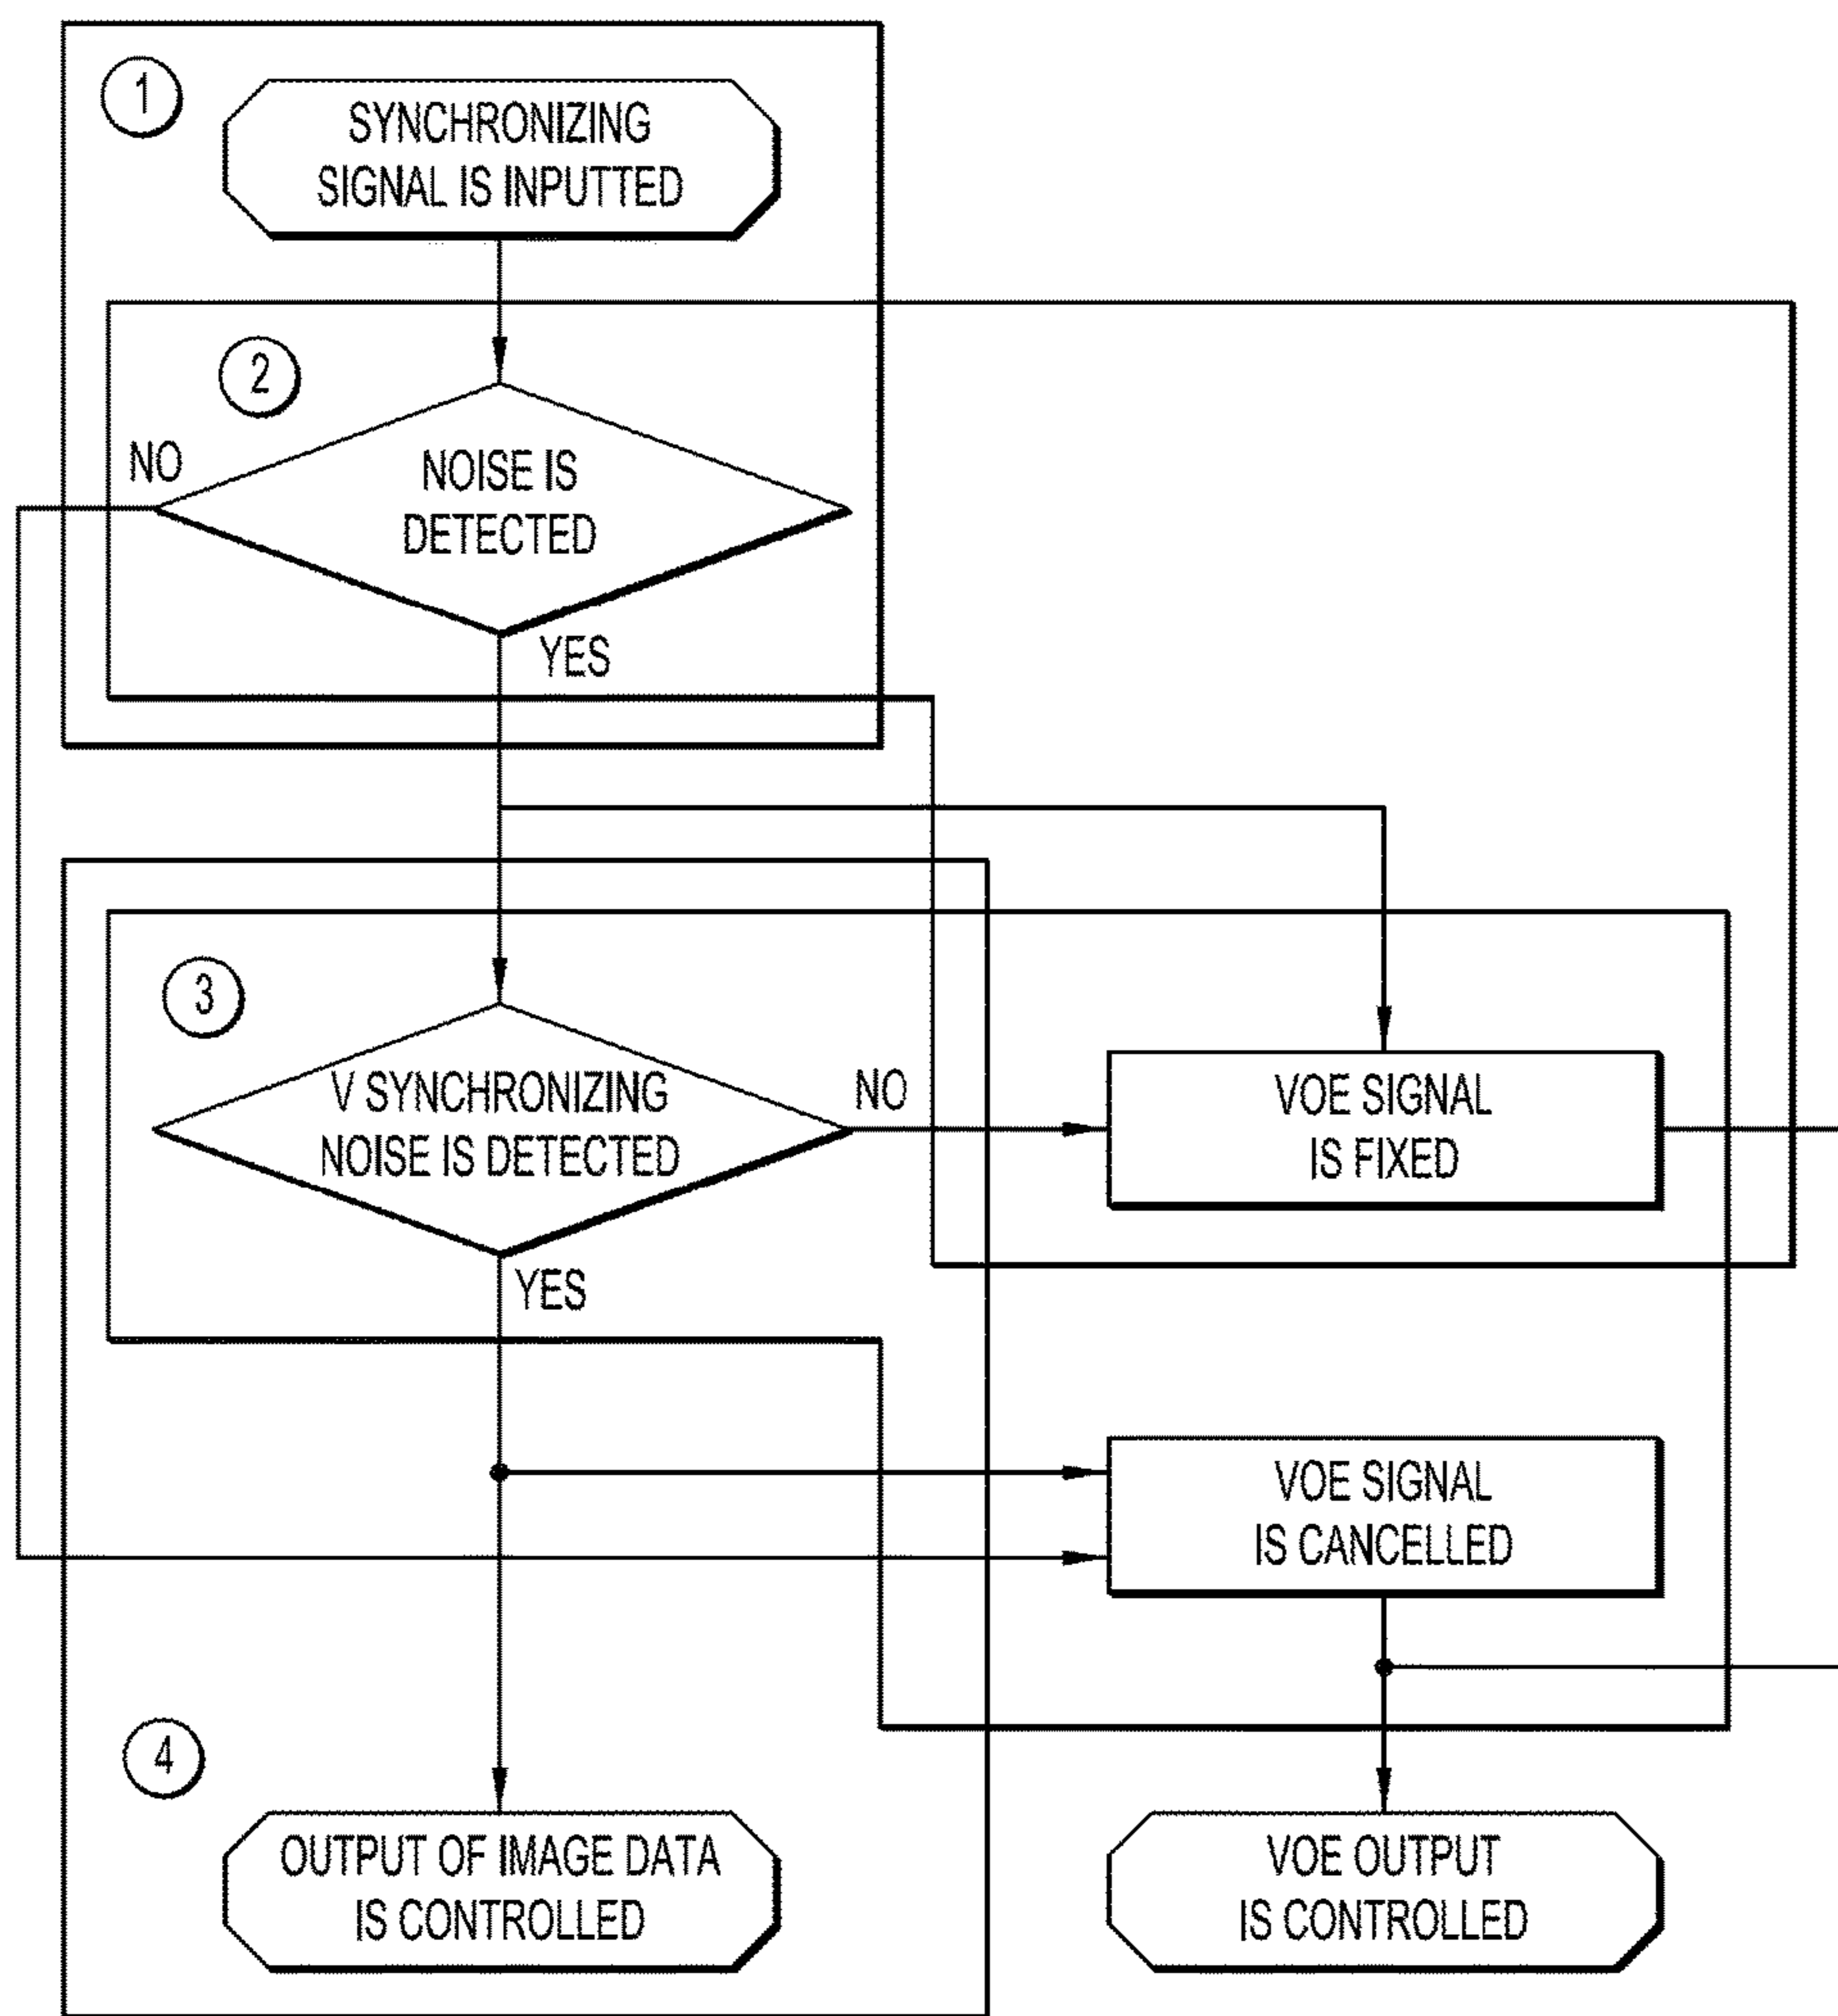 1
SYNCHRONIZING
SIGNAL IS INPUTTED
2
NO
NOISE IS
DETECTED
YES
3
V SYNCHRONIZING
NOISE IS DETECTED
NO
YES
VOE SIGNAL
IS FIXED
VOE SIGNAL
IS CANCELLED
4
OUTPUT OF IMAGE DATA
IS CONTROLLED
VOE OUTPUT
IS CONTROLLED